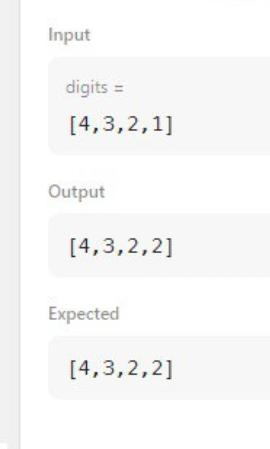 Input
digits =
[4,3,2,1]
Output
[4,3,2,2]
Expected
[4,3,2,2]